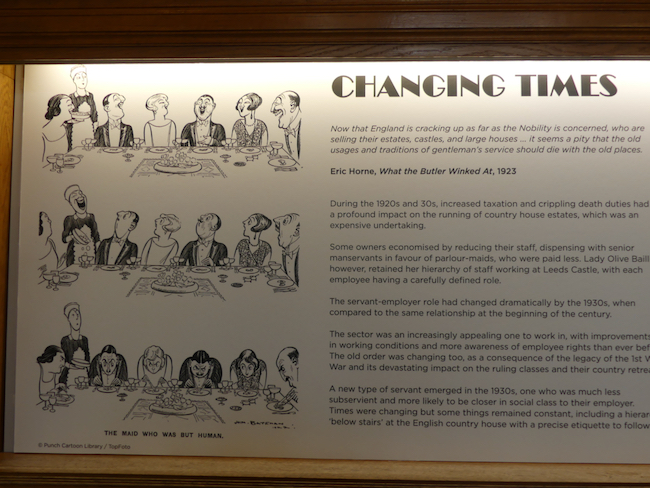 CHANGING TIMES
Now that England is cracking up as far as the Nobility is concerned, who are
selling their estates, castles, and large houses ... it seems a pity that the old
usages and traditions of gentleman's service should die with the old places.
Eric Horne, What the Butler Winked At, 1923
During the 1920s and 30s, increased taxation and crippling death duties had
a profound impact on the running of country house estates, which was an
expensive undertaking.
Some owners economised by reducing their staff, dispensing with senior
manservants in favour of parlour-maids, who were paid less. Lady Olive Baill
however, retained her hierarchy of staff working at Leeds Castle, with each
employee having a carefully defined role.
The servant-employer role had changed dramatically by the 1930s, when
compared to the same relationship at the beginning of the century.
The sector was an increasingly appealing one to work in, with improvements
in working conditions and more awareness of employee rights than ever bef
The old order was changing too, as a consequence of the legacy of the 1st W
War and its devastating impact on the ruling classes and their country retrea
A new type of servant emerged in the 1930s, one who was much less
subservient and more likely to be closer in social class to their employer.
Times were changing but some things remained constant, including a hierar
'below stairs' at the English country house with a precise etiquette to follow
THE MAID WHO WAS BUT HUMAN.
© Punch Cartoon Library / TopFoto